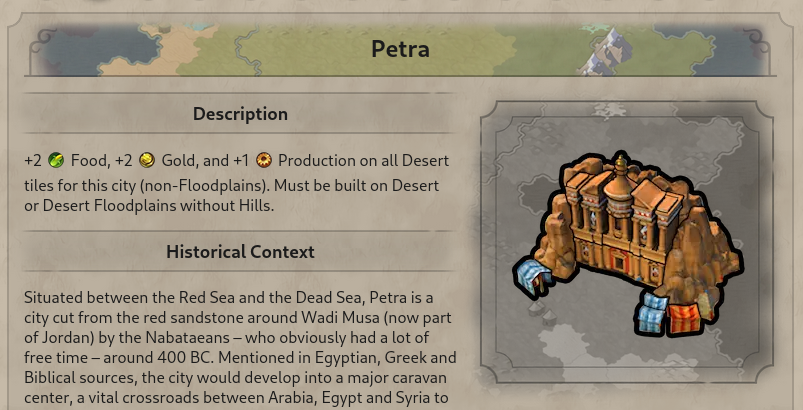 Petra
Description
+2 Food, +2 Gold, and +1 Production on all Desert
tiles for this city (non-Floodplains). Must be built on Desert
or Desert Floodplains without Hills.
Historical Context
Situated between the Red Sea and the Dead Sea, Petra is a
city cut from the red sandstone around Wadi Musa (now part
of Jordan) by the Nabataeans – who obviously had a lot of
free time – around 400 BC. Mentioned in Egyptian, Greek and
Biblical sources, the city would develop into a major caravan
center, a vital crossroads between Arabia, Egypt and Syria to